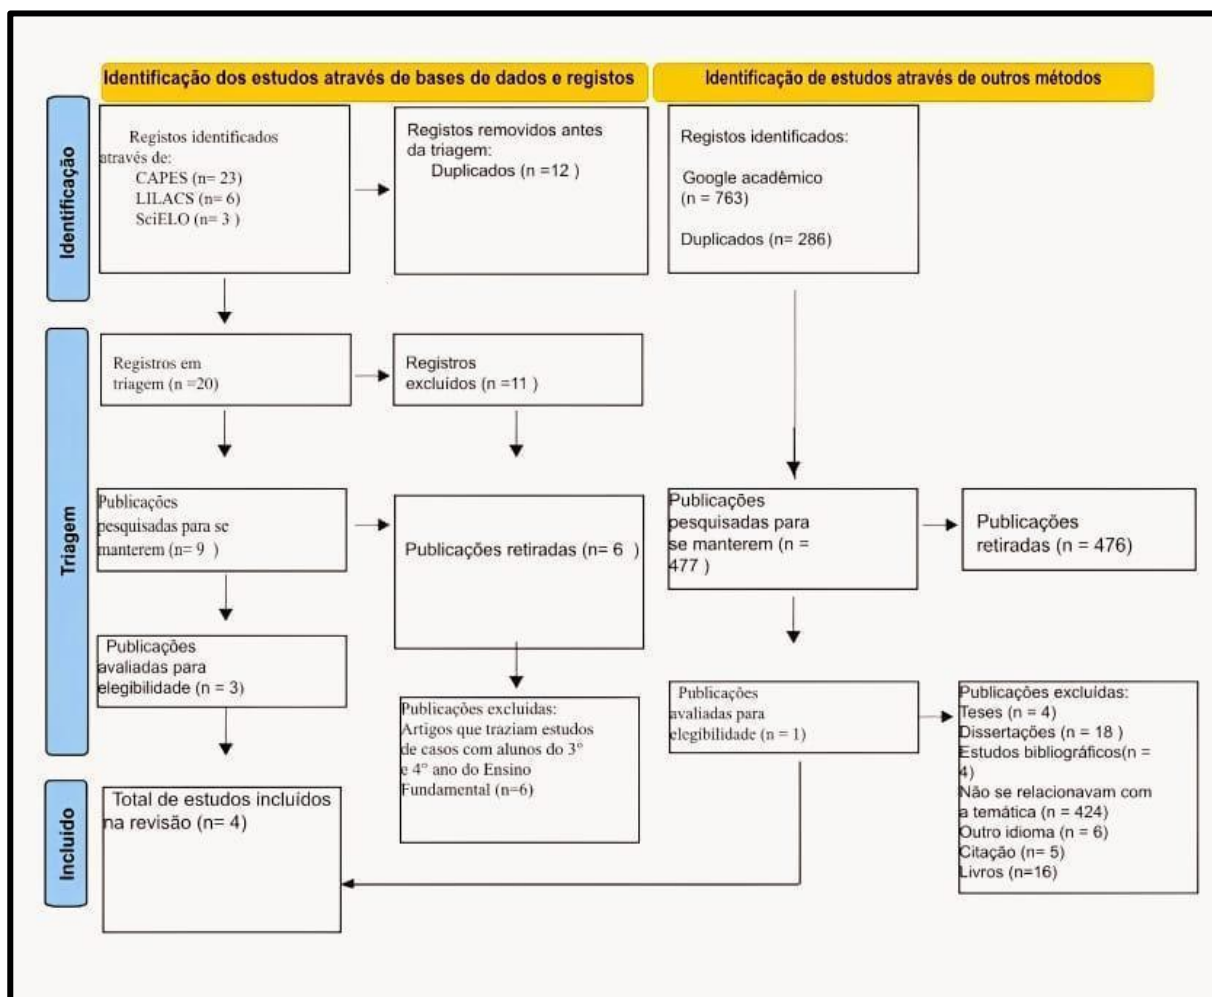 Identificação dos estudos através de bases de dados e registos
Identificação de estudos através de outros métodos
Identificação
Registos identificados
através de:
CAPES (n= 23)
LILACS (n= 6)
SciELO (n= 3 )
Registos removidos antes
da triagem:
Duplicados (n =12 )
Registos identificados:
Google acadêmico
(n = 763)
Duplicados (n= 286)
Triagem
Registros em
triagem (n =20)
Registros
excluídos (n =11 )
Publicações
pesquisadas para se
manterem (n= 9 )
Publicações retiradas (n= 6 )
Publicações
pesquisadas para
se manterem (n =
477 )
Publicações
retiradas (n = 476)
Publicações
avaliadas para
elegibilidade (n = 3)
Publicações excluídas:
Artigos que traziam estudos
de casos com alunos do 3°
e 4° ano do Ensino
Fundamental (n=6)
Publicações
avaliadas para
elegibilidade (n = 1)
Publicações excluídas:
Teses (n = 4)
Dissertações (n = 18 )
Estudos bibliográficos(n =
4)
Não se relacionavam com
a temática (n = 424)
Outro idioma (n = 6)
Citação (n= 5)
Livros (n=16)
Incluído
Total de estudos incluídos
na revisão (n= 4)